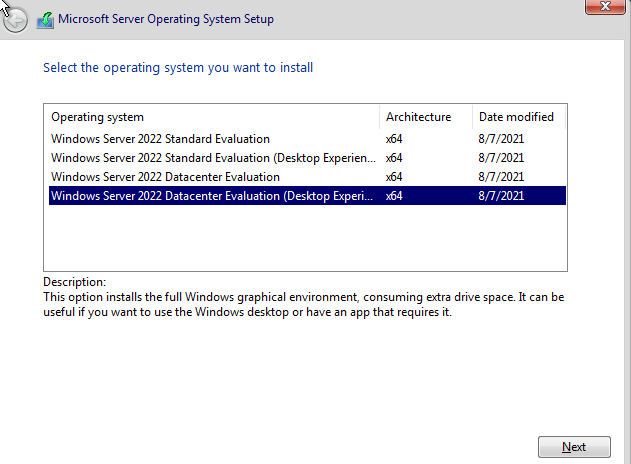 Microsoft Server Operating System Setup
Select the operating system you want to install
Operating system Architecture Date modified
Windows Server 2022 Standard Evaluation x64 8/7/2021
Windows Server 2022 Standard Evaluation (Desktop Experien... x64 8/7/2021
Windows Server 2022 Datacenter Evaluation x64 8/7/2021
Windows Server 2022 Datacenter Evaluation (Desktop Experi... x64 8/7/2021
Description:
This option installs the full Windows graphical environment, consuming extra drive space. It can be
useful if you want to use the Windows desktop or have an app that requires it.
Next